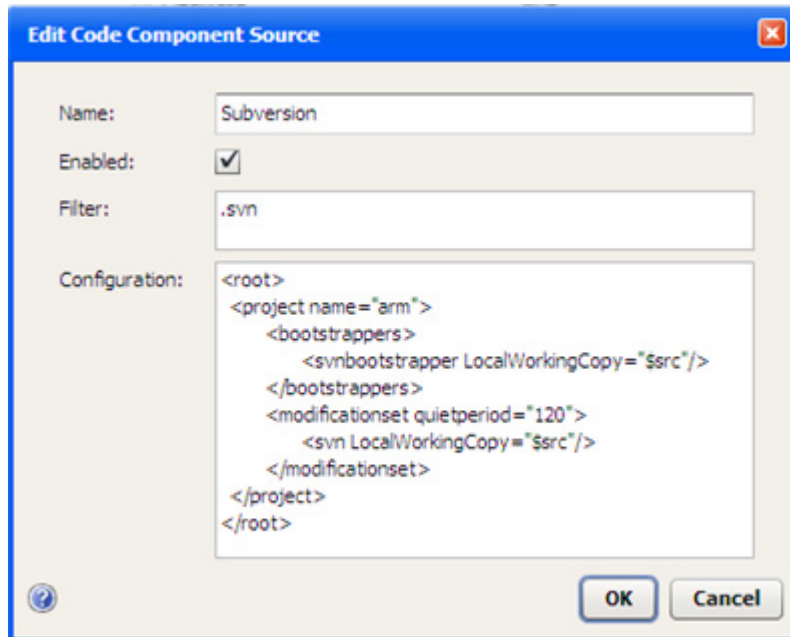 Edit Code Component Source
Name: Subversion
Enabled:
Filter: .svn
Configuration: <root>
<project name="arm">
<bootstrappers>
<svnbootstrapper LocalWorkingCopy="$src"/>
</bootstrappers>
<modificationset quietperiod="120">
<svn LocalWorkingCopy="$src"/>
</modificationset>
</project>
</root>
? OK Cancel